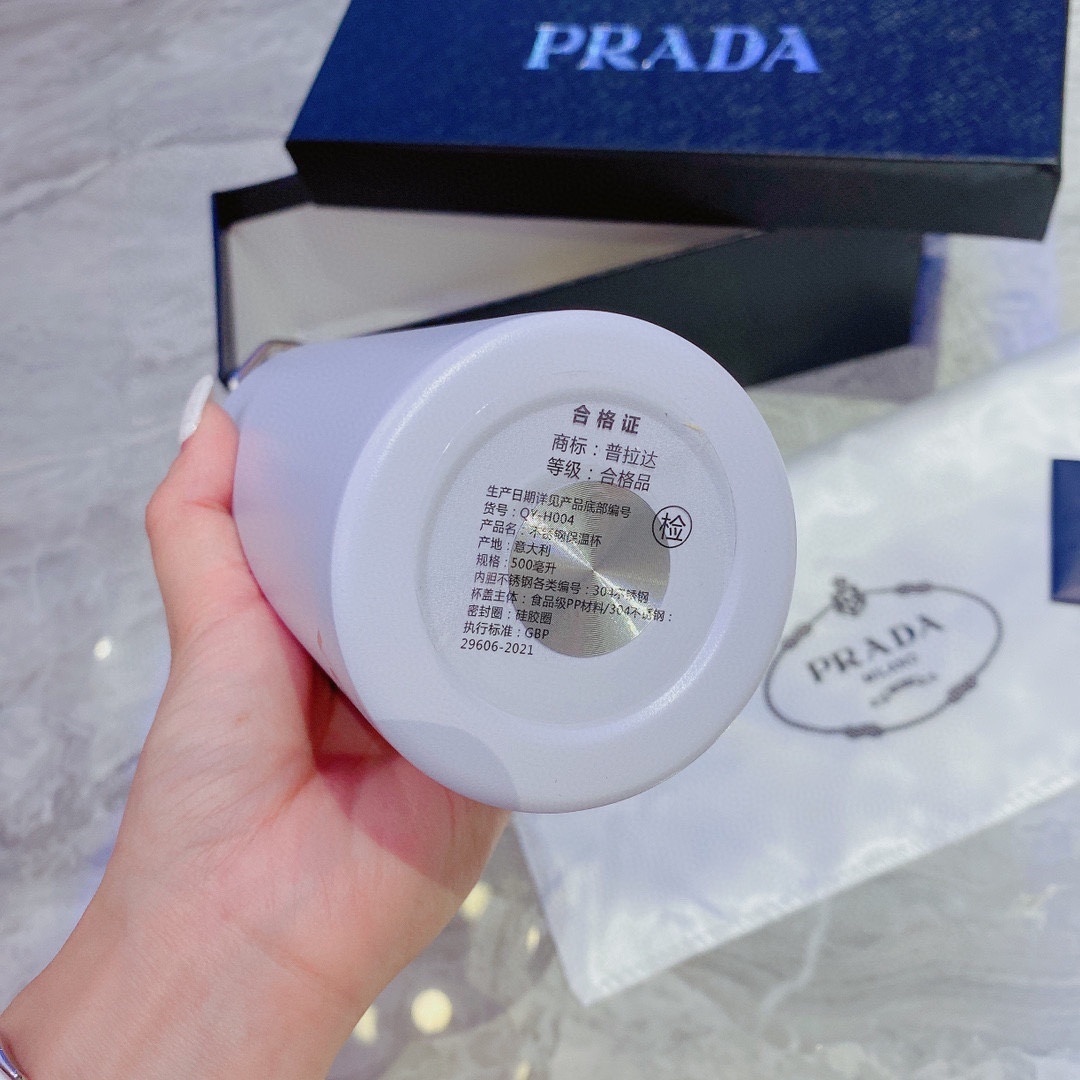 PRADA
合格证
商标：普拉达
等级：合格品
检
生产日期详见产品底部编号
货号：QY-H004
产品名：不锈钢保温杯
产地：意大利
规格：500毫升
内胆不锈钢各类编号：304不锈钢
杯盖主体：食品级PP材料/304不锈钢：
密封圈：硅胶圈
执行标准：GBP
29606-2021
PRADA
MILANO